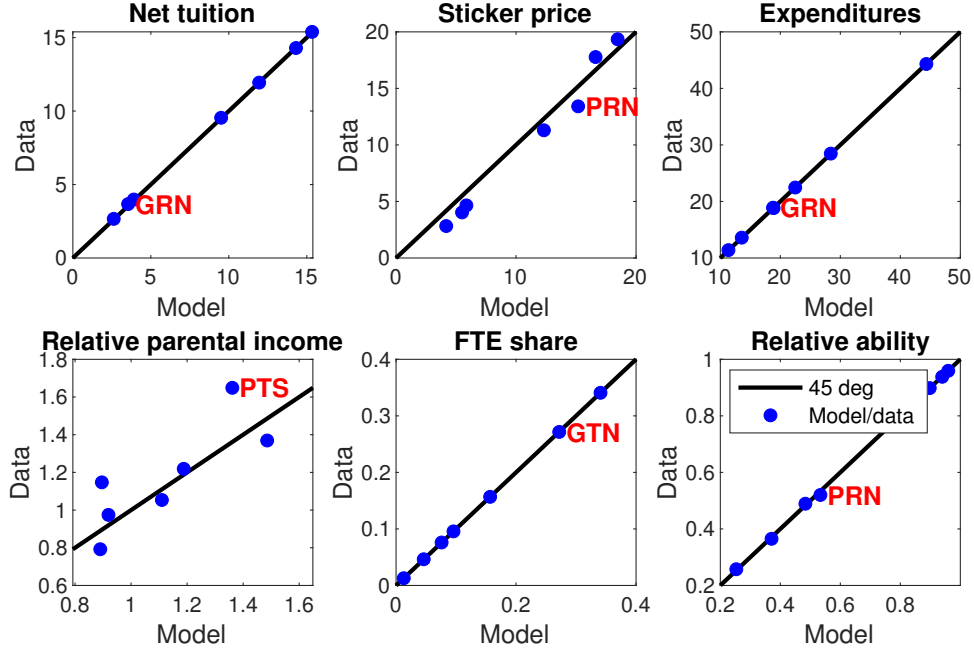 Net tuition
15
10
5
0
0
5
10
15
Data
Model
GRN
Sticker price
20
15
10
5
0
0
10
20
Data
Model
PRN
Expenditures
50
40
30
20
10
10
20
30
40
50
Data
Model
GRN
Relative parental income
1.8
1.6
1.4
1.2
1
0.8
0.6
0.8
1
1.2
1.4
1.6
Data
Model
PTS
FTE share
0.4
0.3
0.2
0.1
0
0
0.2
0.4
Data
Model
GTN
Relative ability
1
0.8
0.6
0.4
0.2
0.2
0.4
0.6
0.8
Data
Model
45 deg
Model/data
PRN